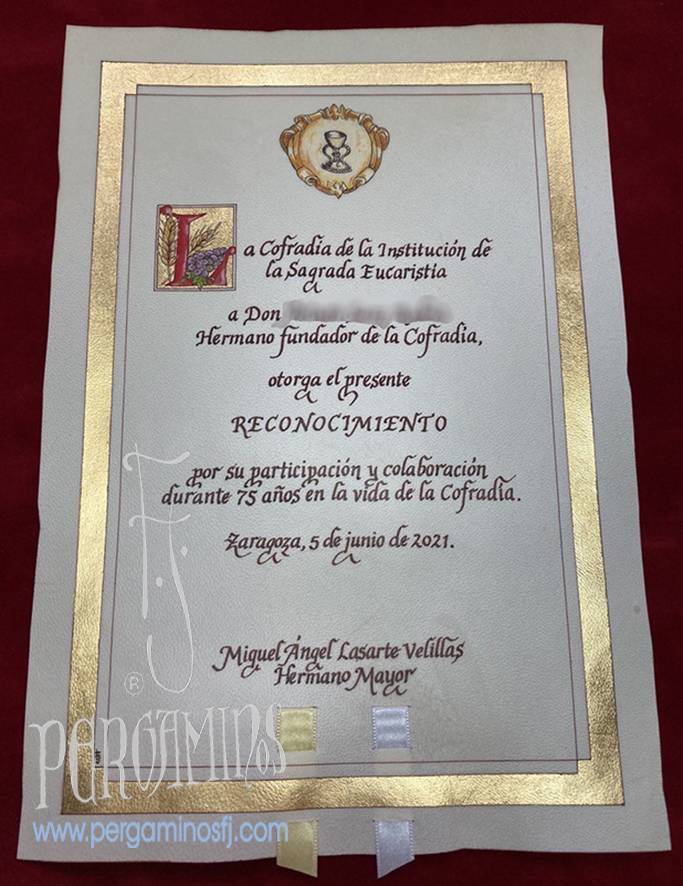 La Cofradía de la Institución de
la Sagrada Eucaristía
a Don
Hermano fundador de la Cofradía,
otorga el presente
RECONOCIMIENTO
por su participación y colaboración
durante 75 años en la vida de la Cofradía.
Zaragoza, 5 de junio de 2021.
Miguel Ángel Lasarte Velillas
Hermano Mayor
FJ
®
PERGAMINOS
www.pergaminosfj.com